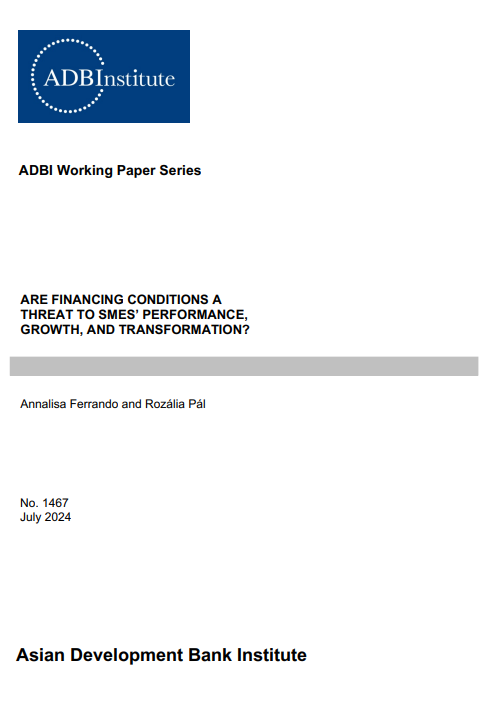 ADBInstitute
ADBI Working Paper Series
ARE FINANCING CONDITIONS A
THREAT TO SMES' PERFORMANCE,
GROWTH, AND TRANSFORMATION?
Annalisa Ferrando and Rozália Pál
No. 1467
July 2024
Asian Development Bank Institute